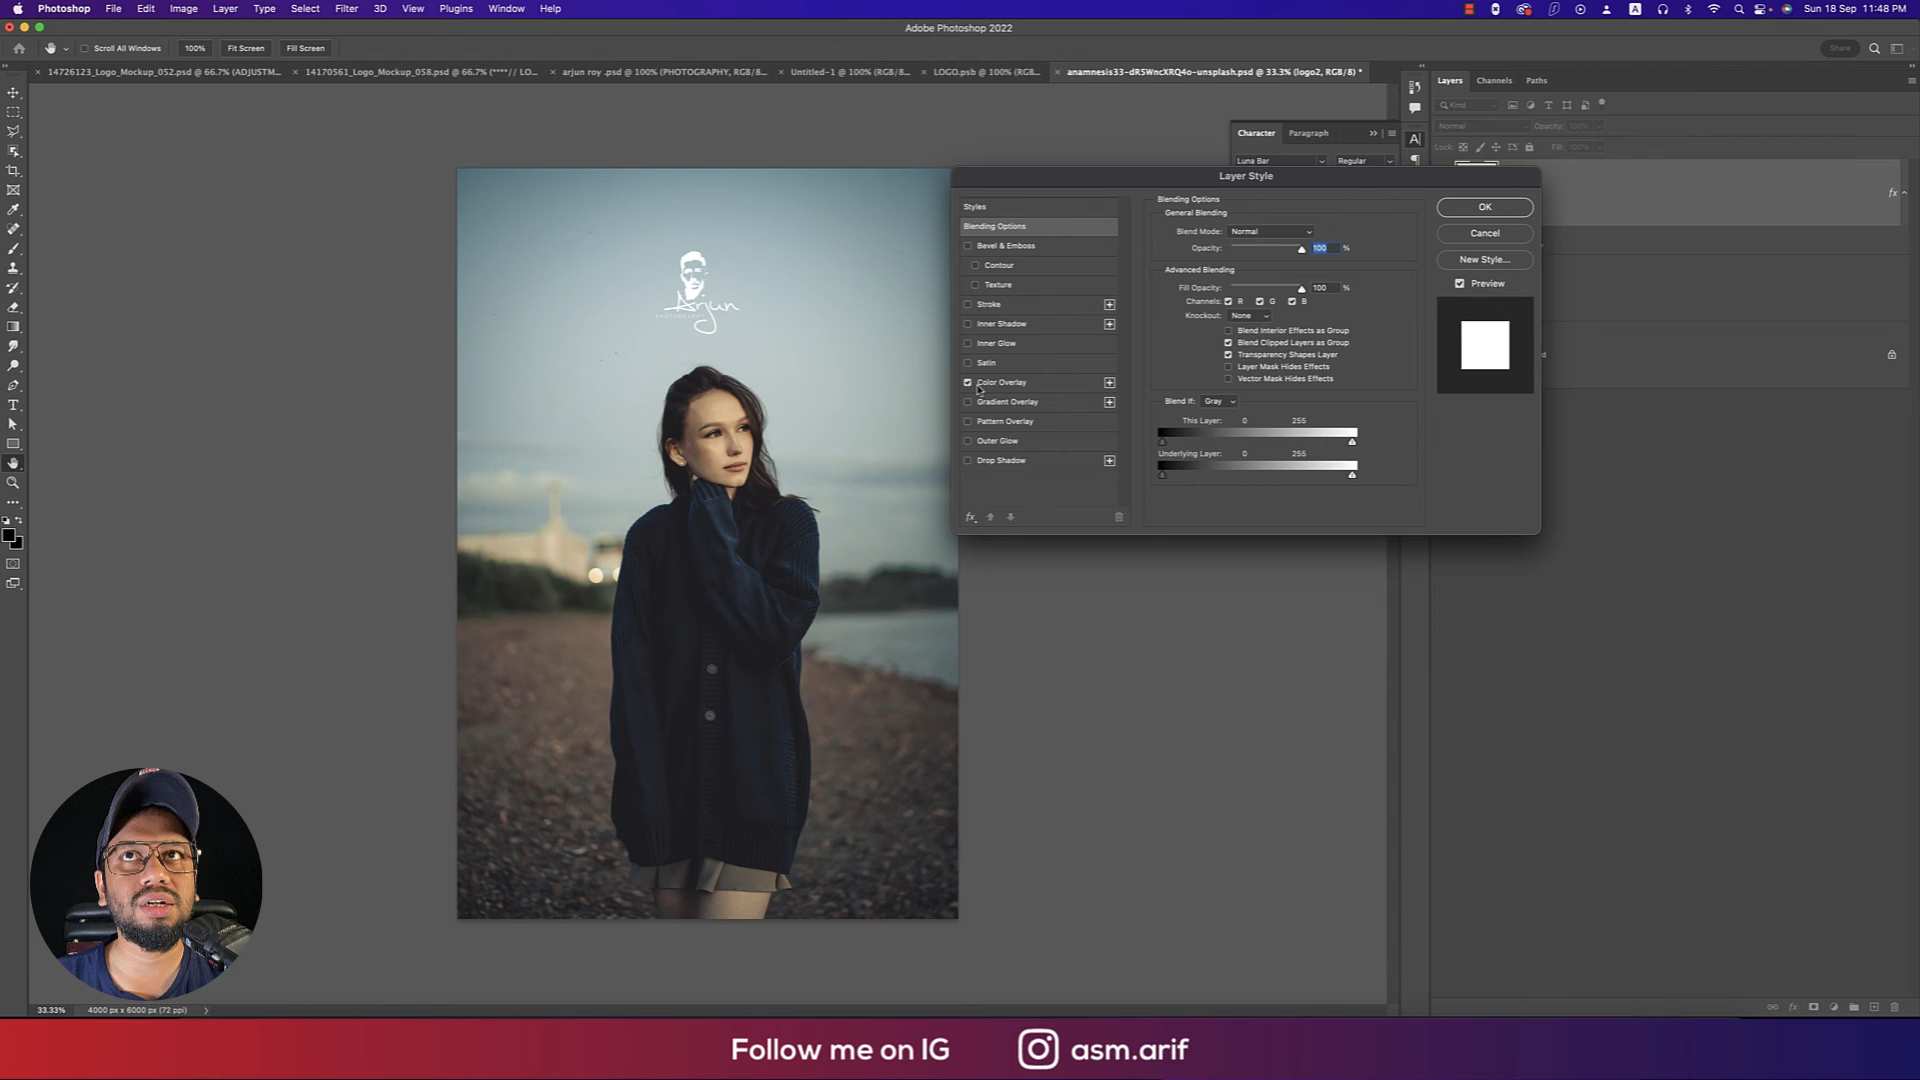 Photoshop File Edit Image Layer Type Select Filter 3D View Plugins Window Help
Sun 18 Sep 11:48 PM
Adobe Photoshop 2022
Scroll All Windows 100% Fit Screen Fill Screen
Share
14726123_Logo_Mockup_052.psd @ 66.7% (ADJUSTM...
14170561_Logo_Mockup_058.psd @ 66.7% (****// LO...
arjun roy .psd @ 100% (PHOTOGRAPHY, RGB/8...
Untitled-1 @ 100% (RGB/8...
LOGO.psb @ 100% (RGB...
anamnesis33-dR5WncXRQ4o-unsplash.psd @ 33.3% (logo2, RGB/8) *
Layers Channels Paths
Kind
Normal Opacity: 100%
Lock: Fill: 100%
fx
Character Paragraph
Luna Bar Regular
Layer Style
Styles
Blending Options
Bevel & Emboss
Contour
Texture
Stroke
Inner Shadow
Inner Glow
Satin
Color Overlay
Gradient Overlay
Pattern Overlay
Outer Glow
Drop Shadow
fx
Blending Options
General Blending
Blend Mode: Normal
Opacity: 100 %
Advanced Blending
Fill Opacity: 100 %
Channels: R G B
Knockout: None
Blend Interior Effects as Group
Blend Clipped Layers as Group
Transparency Shapes Layer
Layer Mask Hides Effects
Vector Mask Hides Effects
Blend If: Gray
This Layer: 0 255
Underlying Layer: 0 255
OK
Cancel
New Style...
Preview
Arjun
PHOTOGRAPHY
33.33% 4000 px x 6000 px (72 ppi)
Follow me on IG asm.arif